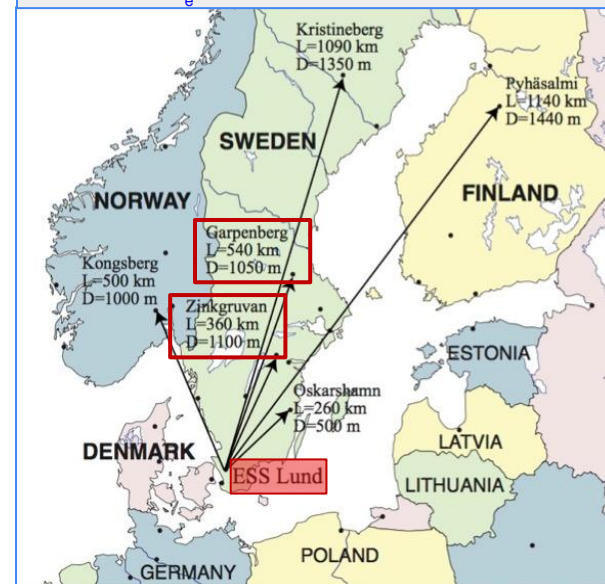 e
Kristineberg
L=1090 km
D=1350 m
Pyhäsalmi
L=1140 km
D=1440 m
SWEDEN
NORWAY
FINLAND
Garpenberg
L=540 km
D=1050 m
Kongsberg
L=500 km
D=1000 m
Zinkgruvan
L=360 km
D=1100 m
ESTONIA
Oskarshamn
L=260 km
D=500 m
LATVIA
DENMARK
ESS Lund
LITHUANIA
POLAND
GERMANY